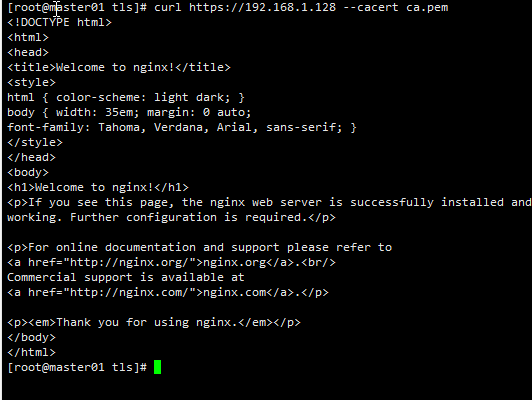 [root@master01 tls]# curl https://192.168.1.128 --cacert ca.pem
<!DOCTYPE html>
<html>
<head>
<title>Welcome to nginx!</title>
<style>
html { color-scheme: light dark; }
body { width: 35em; margin: 0 auto;
font-family: Tahoma, Verdana, Arial, sans-serif; }
</style>
</head>
<body>
<h1>Welcome to nginx!</h1>
<p>If you see this page, the nginx web server is successfully installed and
working. Further configuration is required.</p>

<p>For online documentation and support please refer to
<a href="http://nginx.org/">nginx.org</a>.<br/>
Commercial support is available at
<a href="http://nginx.com/">nginx.com</a>.</p>

<p><em>Thank you for using nginx.</em></p>
</body>
</html>
[root@master01 tls]#